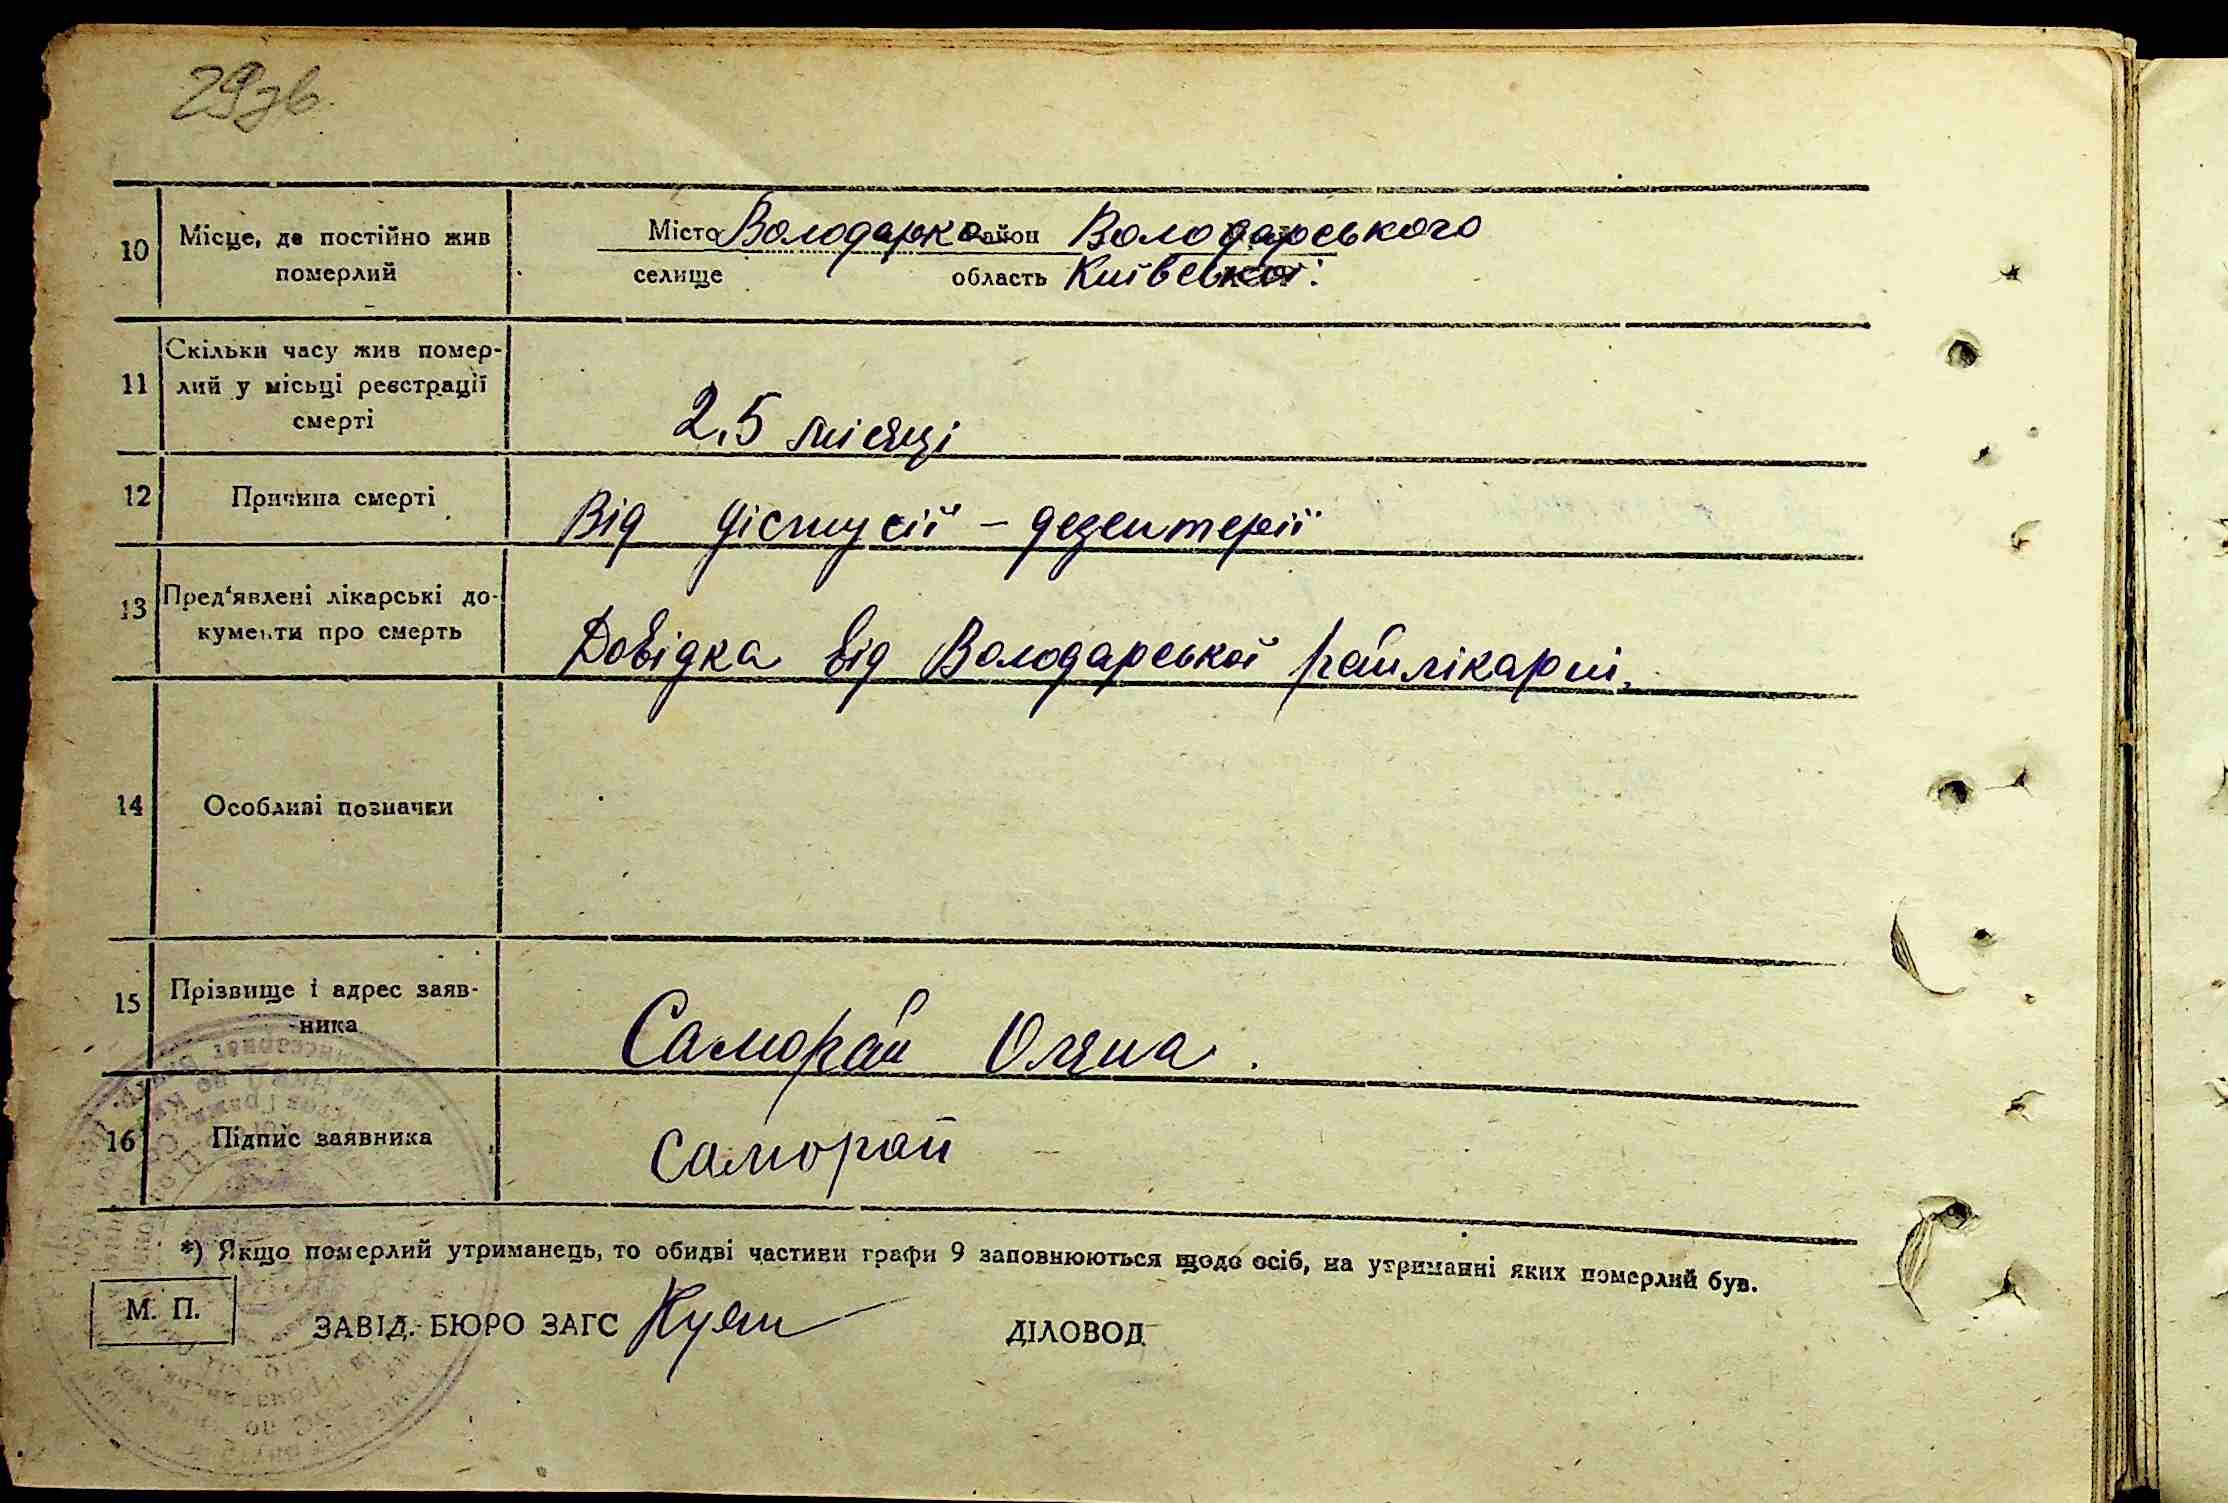 29зв.
10 Місце, де постійно жив померлий Місто Володарка район Володарського
селище область Київської.
11 Скільки часу жив помер-
лий у місьці реєстрації
смерті 2,5 місяці
12 Причина смерті Від дістусії – дезентерії
13 Пред'явлені лікарські до-
кументи про смерть Довідка від Володарської райлікарні.
14 Особливі позначки
15 Прізвище і адрес заяв-
ника Саморай Оляна.
16 Підпис заявника Саморай
*) Якщо померлий утриманець, то обидві частини графи 9 заповнюються щодо осіб, на утриманні яких померлий був.
М. П.
ЗАВІД. БЮРО ЗАГС ДІЛОВОД